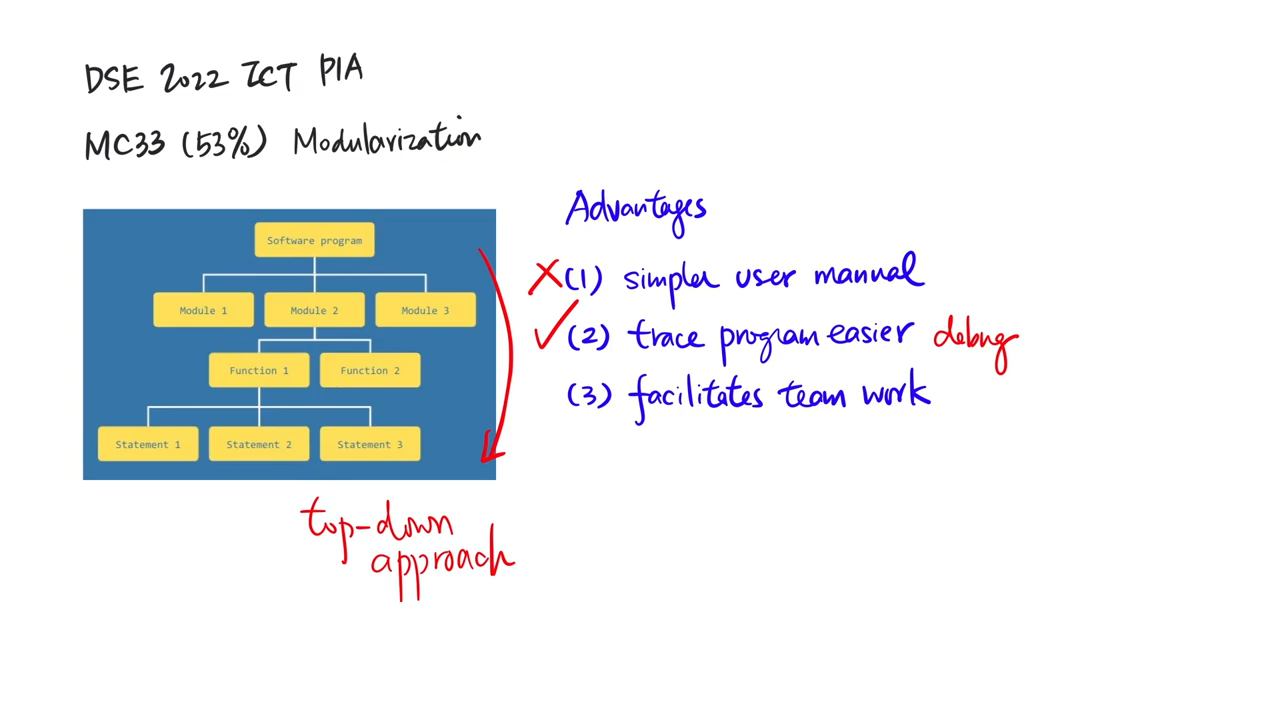 DSE 2022 ICT P1A
MC33 (53%) Modularization
Software program
Module 1 Module 2 Module 3
Function 1 Function 2
Statement 1 Statement 2 Statement 3
top-down
approach
Advantages
(1) simpler user manual
(2) trace program easier debug
(3) facilitates team work